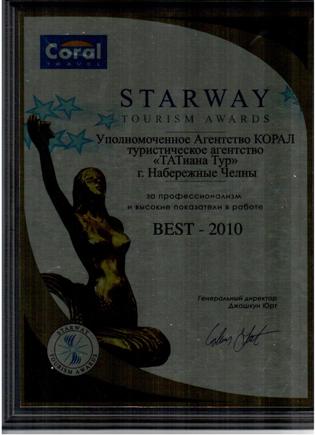 Coral
TRAVEL
STARWAY
TOURISM AWARDS
Уполномоченное Агентство КОРАЛ
туристическое агентство
«ТАТиана Тур»
г. Набережные Челны
за профессионализм
и высокие показатели в работе
BEST - 2010
Генеральный директор
Джошкун Юрт
STARWAY
TOURISM AWARDS